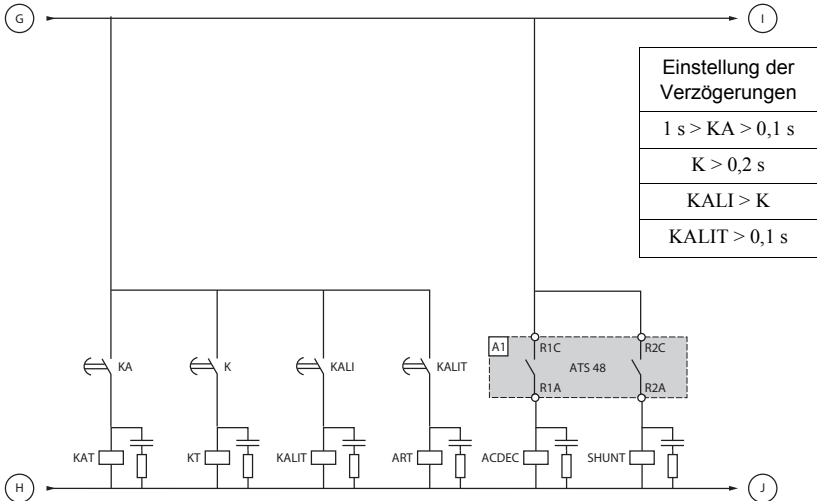 G
I
Einstellung der
Verzögerungen
1 s > KA > 0,1 s
K > 0,2 s
KALI > K
KALIT > 0,1 s
A1
R1C
R2C
KA
K
KALI
KALIT
ATS 48
R1A
R2A
KAT
KT
KALIT
ART
ACDEC
SHUNT
H
J